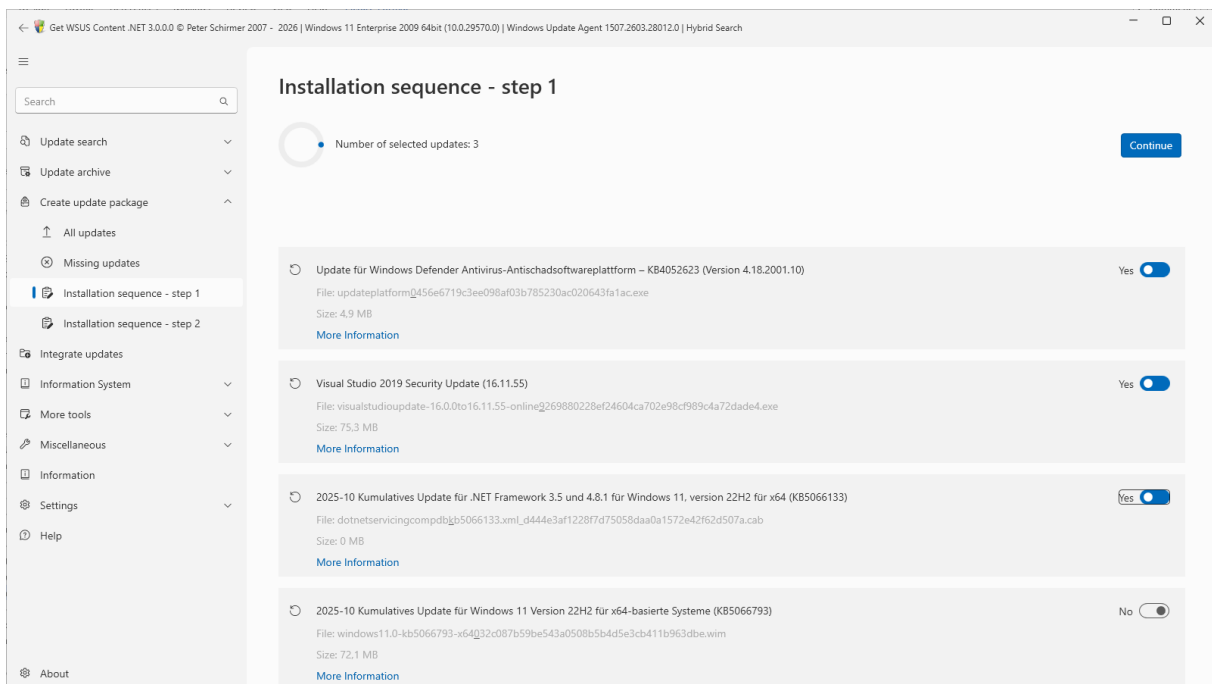 Get WSUS Content .NET 3.0.0.0 © Peter Schirmer 2007 - 2026 | Windows 11 Enterprise 2009 64bit (10.0.29570.0) | Windows Update Agent 1507.2603.28012.0 | Hybrid Search
Search
Update search
Update archive
Create update package
All updates
Missing updates
Installation sequence - step 1
Installation sequence - step 2
Integrate updates
Information System
More tools
Miscellaneous
Information
Settings
Help
About
Installation sequence - step 1
Number of selected updates: 3
Continue
Update für Windows Defender Antivirus-Antischadsoftwareplattform – KB4052623 (Version 4.18.2001.10)
Yes
File: updateplatform0456e6719c3ee098af03b785230ac020643fa1ac.exe
Size: 4,9 MB
More Information
Visual Studio 2019 Security Update (16.11.55)
Yes
File: visualstudioupdate-16.0.0to16.11.55-online9269880228ef24604ca702e98cf989c4a72dade4.exe
Size: 75,3 MB
More Information
2025-10 Kumulatives Update für .NET Framework 3.5 und 4.8.1 für Windows 11, version 22H2 für x64 (KB5066133)
Yes
File: dotnetservicingcompdbkb5066133.xml_d444e3af1228f7d75058daa0a1572e42f62d507a.cab
Size: 0 MB
More Information
2025-10 Kumulatives Update für Windows 11 Version 22H2 für x64-basierte Systeme (KB5066793)
No
File: windows11.0-kb5066793-x64032c087b59be543a0508b5b4d5e3cb411b963dbe.wim
Size: 72,1 MB
More Information